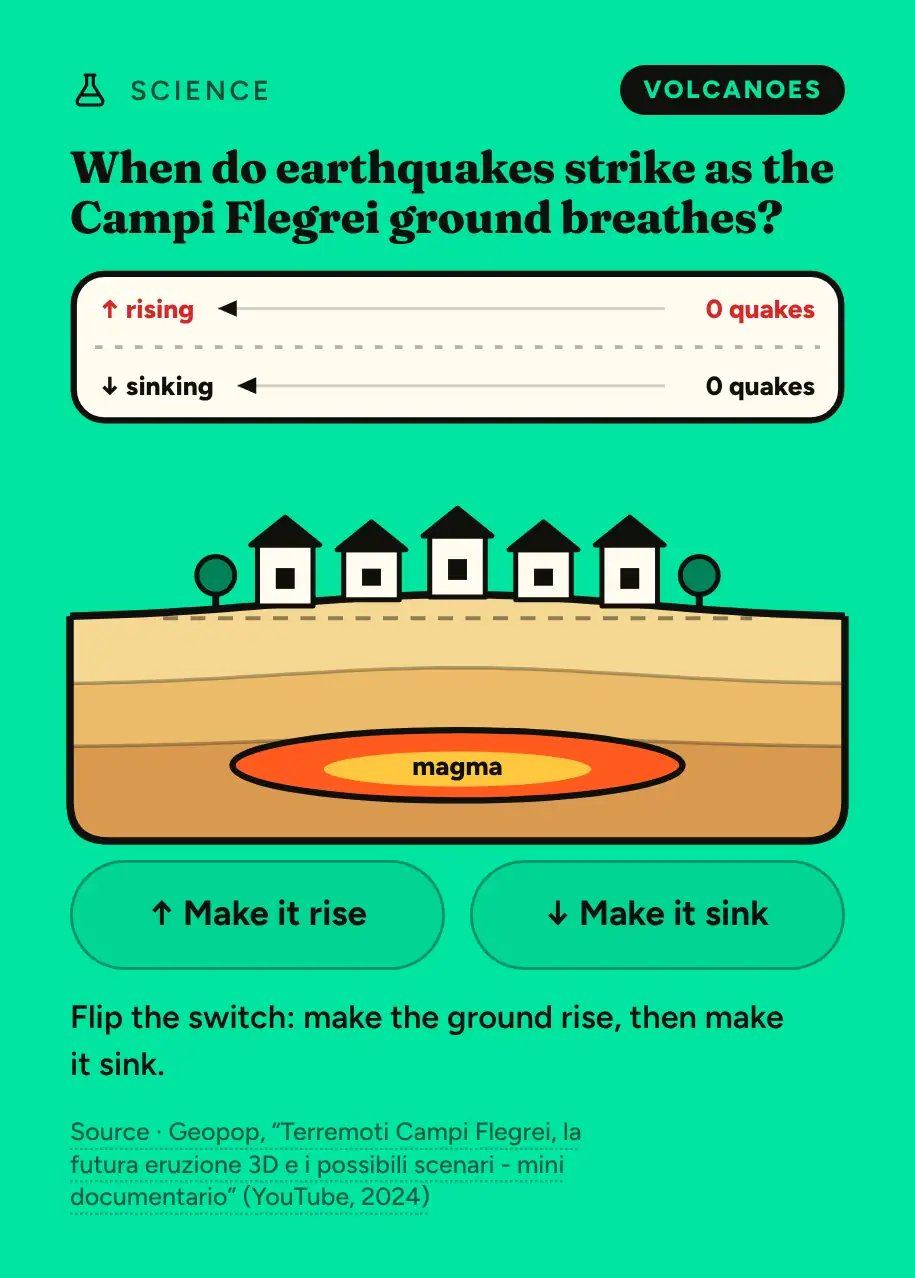 SCIENCE
VOLCANOES
When do earthquakes strike as the
Campi Flegrei ground breathes?
↑ rising
0 quakes
↓ sinking
0 quakes
magma
↑ Make it rise
↓ Make it sink
Flip the switch: make the ground rise, then make
it sink.
Source · Geopop, “Terremoti Campi Flegrei, la
futura eruzione 3D e i possibili scenari - mini
documentario” (YouTube, 2024)